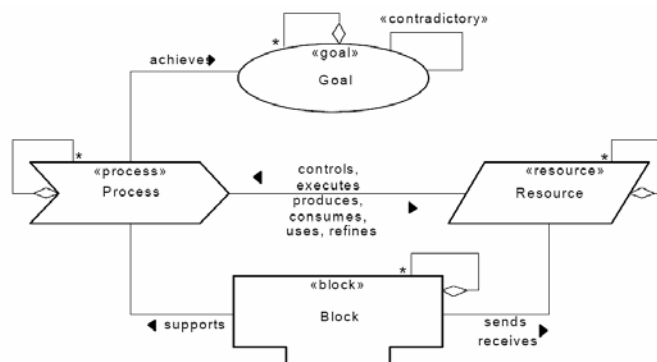 «contradictory»
*
«goal»
Goal
achieves
*
«process»
Process
controls,
executes
produces,
consumes,
uses, refines
*
«resource»
Resource
*
«block»
Block
supports
sends
receives